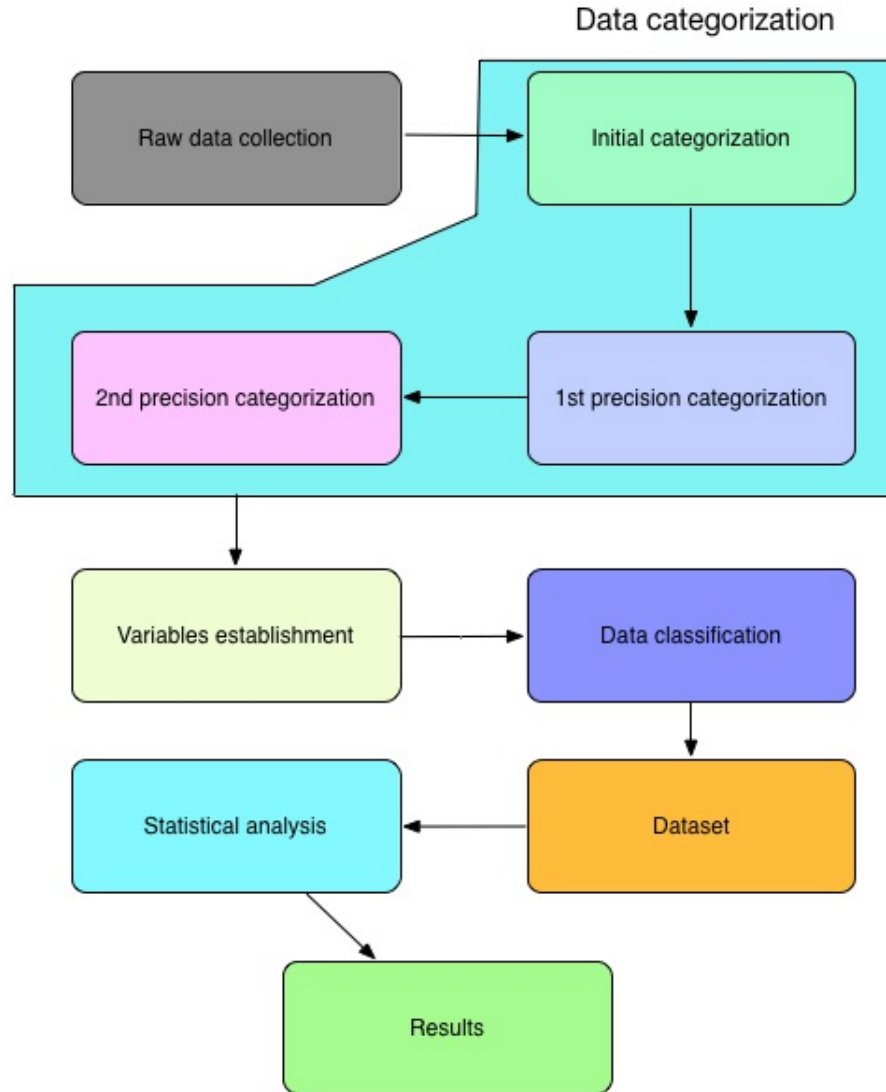 Data categorization
Raw data collection
Initial categorization
2nd precision categorization
1st precision categorization
Variables establishment
Data classification
Statistical analysis
Dataset
Results